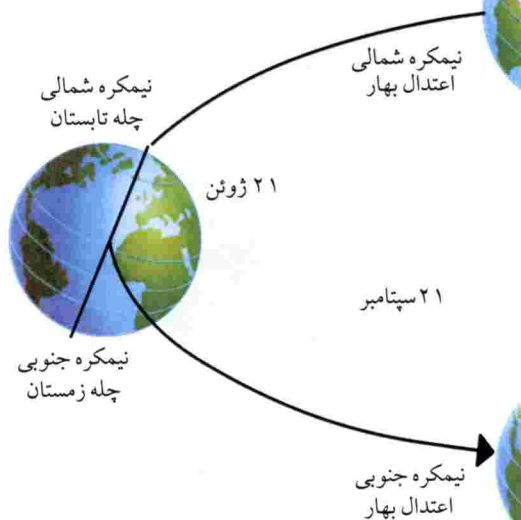 نیمکره شمالی
اعتدال بهار
نیمکره شمالی
چله تابستان
۲۱ ژوئن
۲۱ سپتامبر
نیمکره جنوبی
چله زمستان
نیمکره جنوبی
اعتدال بهار